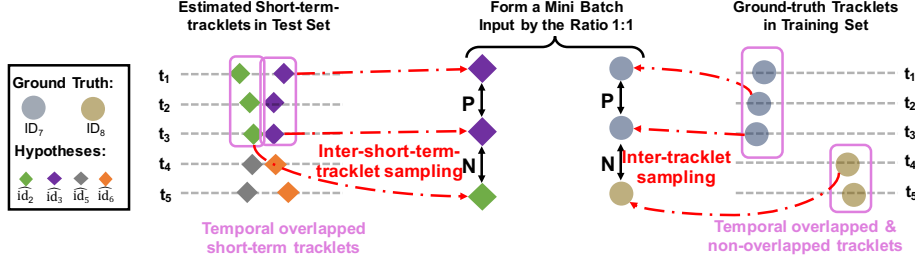 Estimated Short-term-
tracklets in Test Set
Form a Mini Batch
Input by the Ratio 1:1
Ground-truth Tracklets
in Training Set
Ground Truth:
ID7
ID8
Hypotheses:
id2
id3
id5
id6
t1
t2
t3
t4
t5
P
N
Inter-short-term-
tracklet sampling
P
N
Inter-tracklet
sampling
t1
t2
t3
t4
t5
Temporal overlapped
short-term tracklets
Temporal overlapped &
non-overlapped tracklets